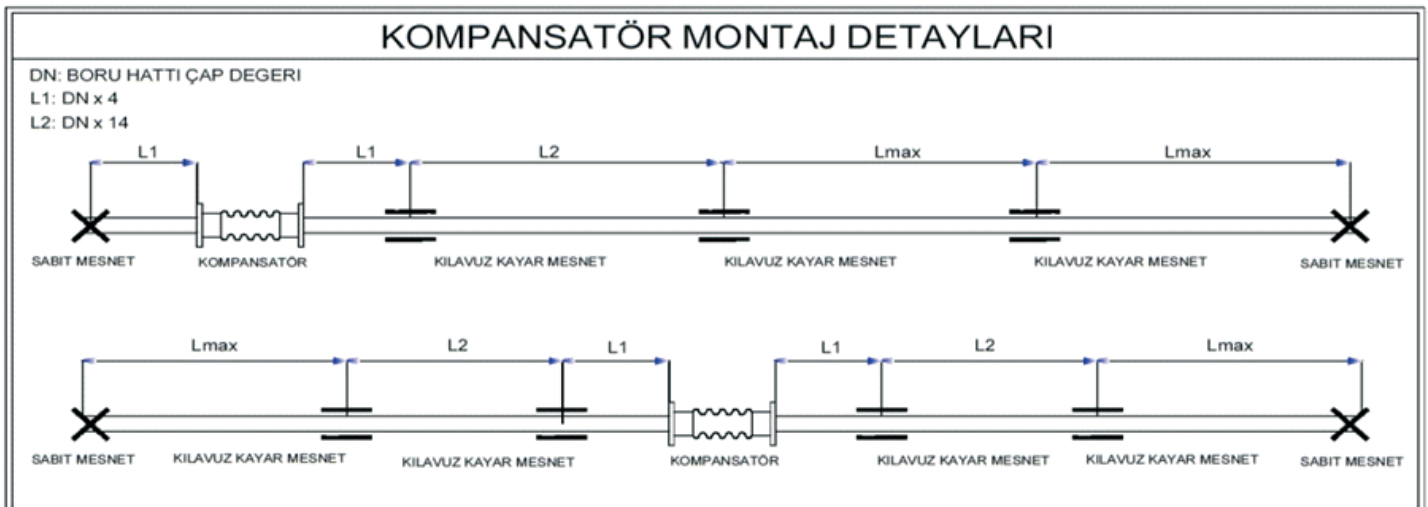 KOMPANSATÖR MONTAJ DETAYLARI
DN: BORU HATTI ÇAP DEGERI
L1: DN x 4
L2: DN x 14
L1 L1 L2 Lmax Lmax
SABIT MESNET KOMPANSATÖR KILAVUZ KAYAR MESNET KILAVUZ KAYAR MESNET KILAVUZ KAYAR MESNET SABIT MESNET
Lmax L2 L1 L1 L2 Lmax
SABIT MESNET KILAVUZ KAYAR MESNET KILAVUZ KAYAR MESNET KOMPANSATÖR KILAVUZ KAYAR MESNET KILAVUZ KAYAR MESNET SABIT MESNET